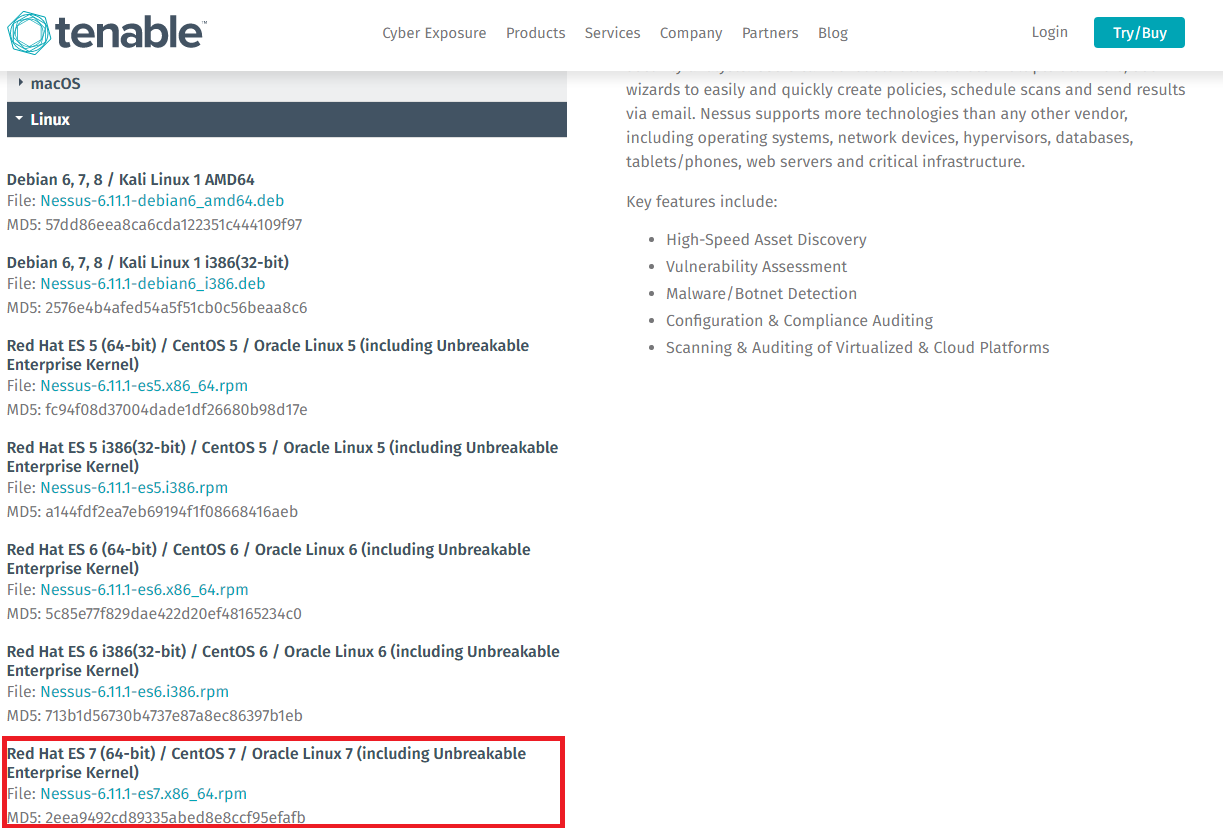 tenable™
Cyber Exposure
Products
Services
Company
Partners
Blog
Login
Try/Buy
macOS
Linux
Debian 6, 7, 8 / Kali Linux 1 AMD64
File: Nessus-6.11.1-debian6_amd64.deb
MD5: 57dd86eea8ca6cda122351c444109f97
Debian 6, 7, 8 / Kali Linux 1 i386(32-bit)
File: Nessus-6.11.1-debian6_i386.deb
MD5: 2576e4b4afed54a5f51cb0c56beaa8c6
Red Hat ES 5 (64-bit) / CentOS 5 / Oracle Linux 5 (including Unbreakable
Enterprise Kernel)
File: Nessus-6.11.1-es5.x86_64.rpm
MD5: fc94f08d37004dade1df26680b98d17e
Red Hat ES 5 i386(32-bit) / CentOS 5 / Oracle Linux 5 (including Unbreakable
Enterprise Kernel)
File: Nessus-6.11.1-es5.i386.rpm
MD5: a144fdf2ea7eb69194f1f08668416aeb
Red Hat ES 6 (64-bit) / CentOS 6 / Oracle Linux 6 (including Unbreakable
Enterprise Kernel)
File: Nessus-6.11.1-es6.x86_64.rpm
MD5: 5c85e77f829dae422d20ef48165234c0
Red Hat ES 6 i386(32-bit) / CentOS 6 / Oracle Linux 6 (including Unbreakable
Enterprise Kernel)
File: Nessus-6.11.1-es6.i386.rpm
MD5: 713b1d56730b4737e87a8ec86397b1eb
Red Hat ES 7 (64-bit) / CentOS 7 / Oracle Linux 7 (including Unbreakable
Enterprise Kernel)
File: Nessus-6.11.1-es7.x86_64.rpm
MD5: 2eea9492cd89335abed8e8ccf95efafb
wizards to easily and quickly create policies, schedule scans and send results
via email. Nessus supports more technologies than any other vendor,
including operating systems, network devices, hypervisors, databases,
tablets/phones, web servers and critical infrastructure.
Key features include:
• High-Speed Asset Discovery
• Vulnerability Assessment
• Malware/Botnet Detection
• Configuration & Compliance Auditing
• Scanning & Auditing of Virtualized & Cloud Platforms